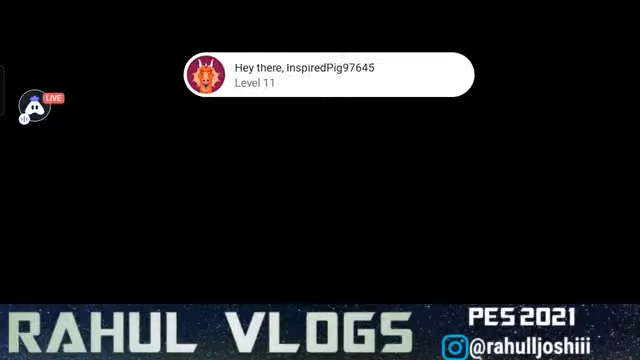 Hey there, InspiredPig97645
Level 11
LIVE
RAHUL VLOGS
PES 2021
@rahulljoshiii